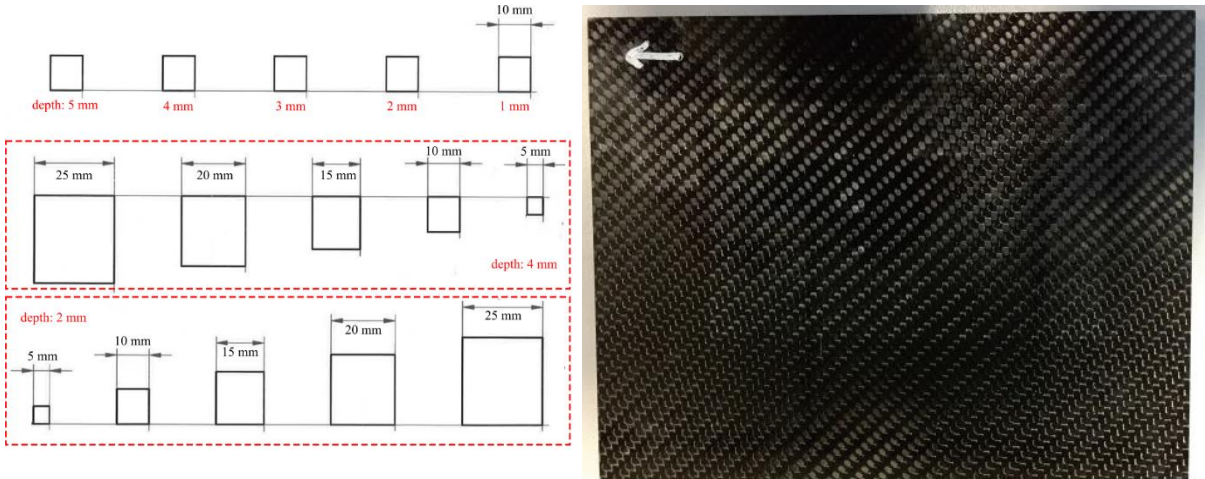 10 mm
depth: 5 mm 4 mm 3 mm 2 mm 1 mm
25 mm 20 mm 15 mm 10 mm 5 mm
depth: 4 mm
depth: 2 mm
5 mm 10 mm 15 mm 20 mm 25 mm